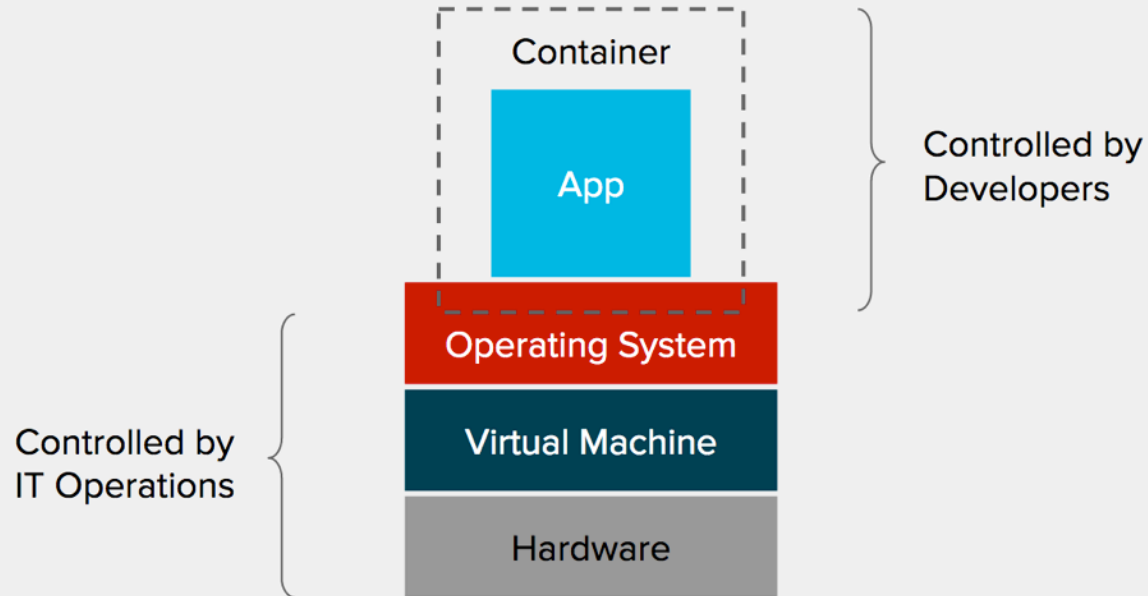 Container
App
Controlled by
Developers
Operating System
Virtual Machine
Controlled by
IT Operations
Hardware